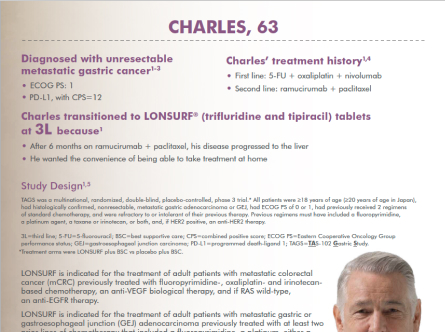 CHARLES, 63
Diagnosed with unresectable
metastatic gastric cancer¹⁻³
• ECOG PS: 1
• PD-L1, with CPS=12
Charles' treatment history¹,⁴
• First line: 5-FU + oxaliplatin + nivolumab
• Second line: ramucirumab + paclitaxel
Charles transitioned to LONSURF® (trifluridine and tipiracil) tablets
at 3L because¹
• After 6 months on ramucirumab + paclitaxel, his disease progressed to the liver
• He wanted the convenience of being able to take treatment at home
Study Design²,⁵
TAGS was a multinational, randomized, double-blind, placebo-controlled, phase 3 trial.* All patients were ≥18 years of age (≥20 years of age in Japan),
had histologically confirmed, nonresectable, metastatic gastric adenocarcinoma or GEJ, had ECOG PS of 0 or 1, had previously received 2 regimens
of standard chemotherapy, and were refractory to or intolerant of their previous therapy. Previous regimens must have included a fluoropyrimidine,
a platinum agent, a taxane or irinotecan, or both, and, if HER2 positive, an anti-HER2 therapy.
3L=third line; 5-FU=5-fluorouracil; BSC=best supportive care; CPS=combined positive score; ECOG PS=Eastern Cooperative Oncology Group
performance status; GEJ=gastroesophageal junction carcinoma; PD-L1=programmed death-ligand 1; TAGS=TAS-102 Gastric Study.
*Treatment arms were LONSURF plus BSC vs placebo plus BSC.
LONSURF is indicated for the treatment of adult patients with metastatic colorectal
cancer (mCRC) previously treated with fluoropyrimidine-, oxaliplatin- and irinotecan-
based chemotherapy, an anti-VEGF biological therapy, and if RAS wild-type,
an anti-EGFR therapy.
LONSURF is indicated for the treatment of adult patients with metastatic gastric or
gastroesophageal junction (GEJ) adenocarcinoma previously treated with at least two